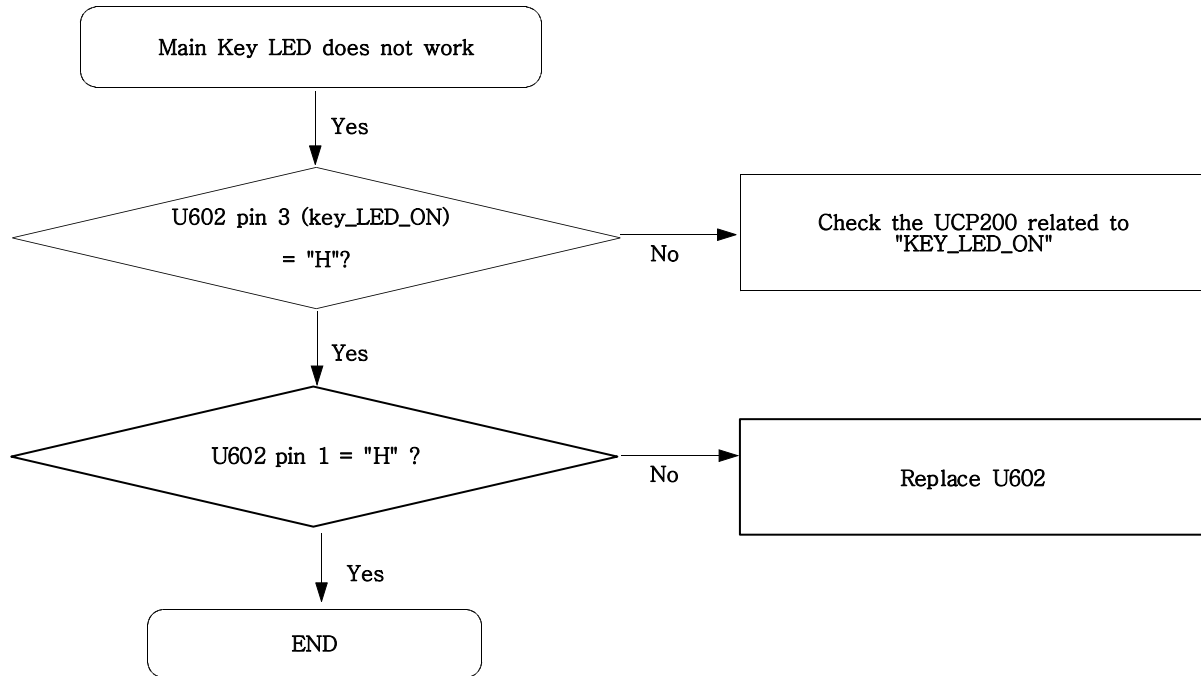 Main Key LED does not work
Yes
U602 pin 3 (key_LED_ON)
= "H"?
No
Check the UCP200 related to
"KEY_LED_ON"
Yes
U602 pin 1 = "H" ?
No
Replace U602
Yes
END